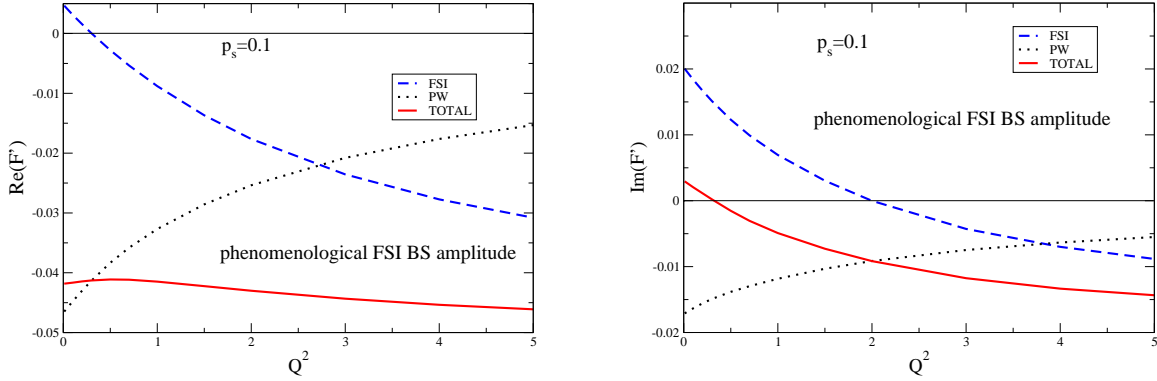 0
-0.01
-0.02
-0.03
-0.04
-0.05
Re(F')
p_s=0.1
FSI
PW
TOTAL
phenomenological FSI BS amplitude
0 1 2 3 4 5
Q^2
0.02
0.01
0
-0.01
-0.02
Im(F')
p_s=0.1
FSI
PW
TOTAL
phenomenological FSI BS amplitude
0 1 2 3 4 5
Q^2